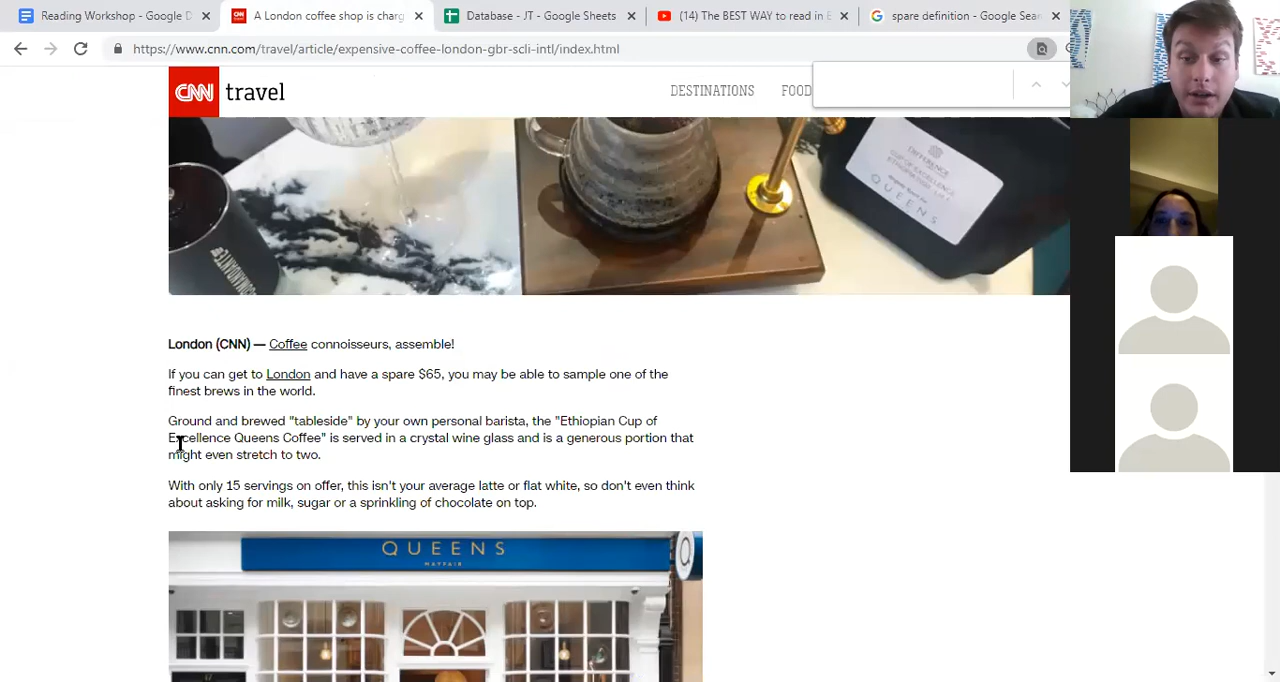 Reading Workshop - Google D
A London coffee shop is charg
Database - JT - Google Sheets
(14) The BEST WAY to read in E
spare definition - Google Sea
https://www.cnn.com/travel/article/expensive-coffee-london-gbr-scli-intl/index.html
CNN travel
DESTINATIONS FOOD
DIFFERENCE
CUP OF EXCELLENCE
QUEENS
London (CNN) — Coffee connoisseurs, assemble!
If you can get to London and have a spare $65, you may be able to sample one of the
finest brews in the world.
Ground and brewed "tableside" by your own personal barista, the "Ethiopian Cup of
Excellence Queens Coffee" is served in a crystal wine glass and is a generous portion that
might even stretch to two.
With only 15 servings on offer, this isn't your average latte or flat white, so don't even think
about asking for milk, sugar or a sprinkling of chocolate on top.
QUEENS
MAYFAIR